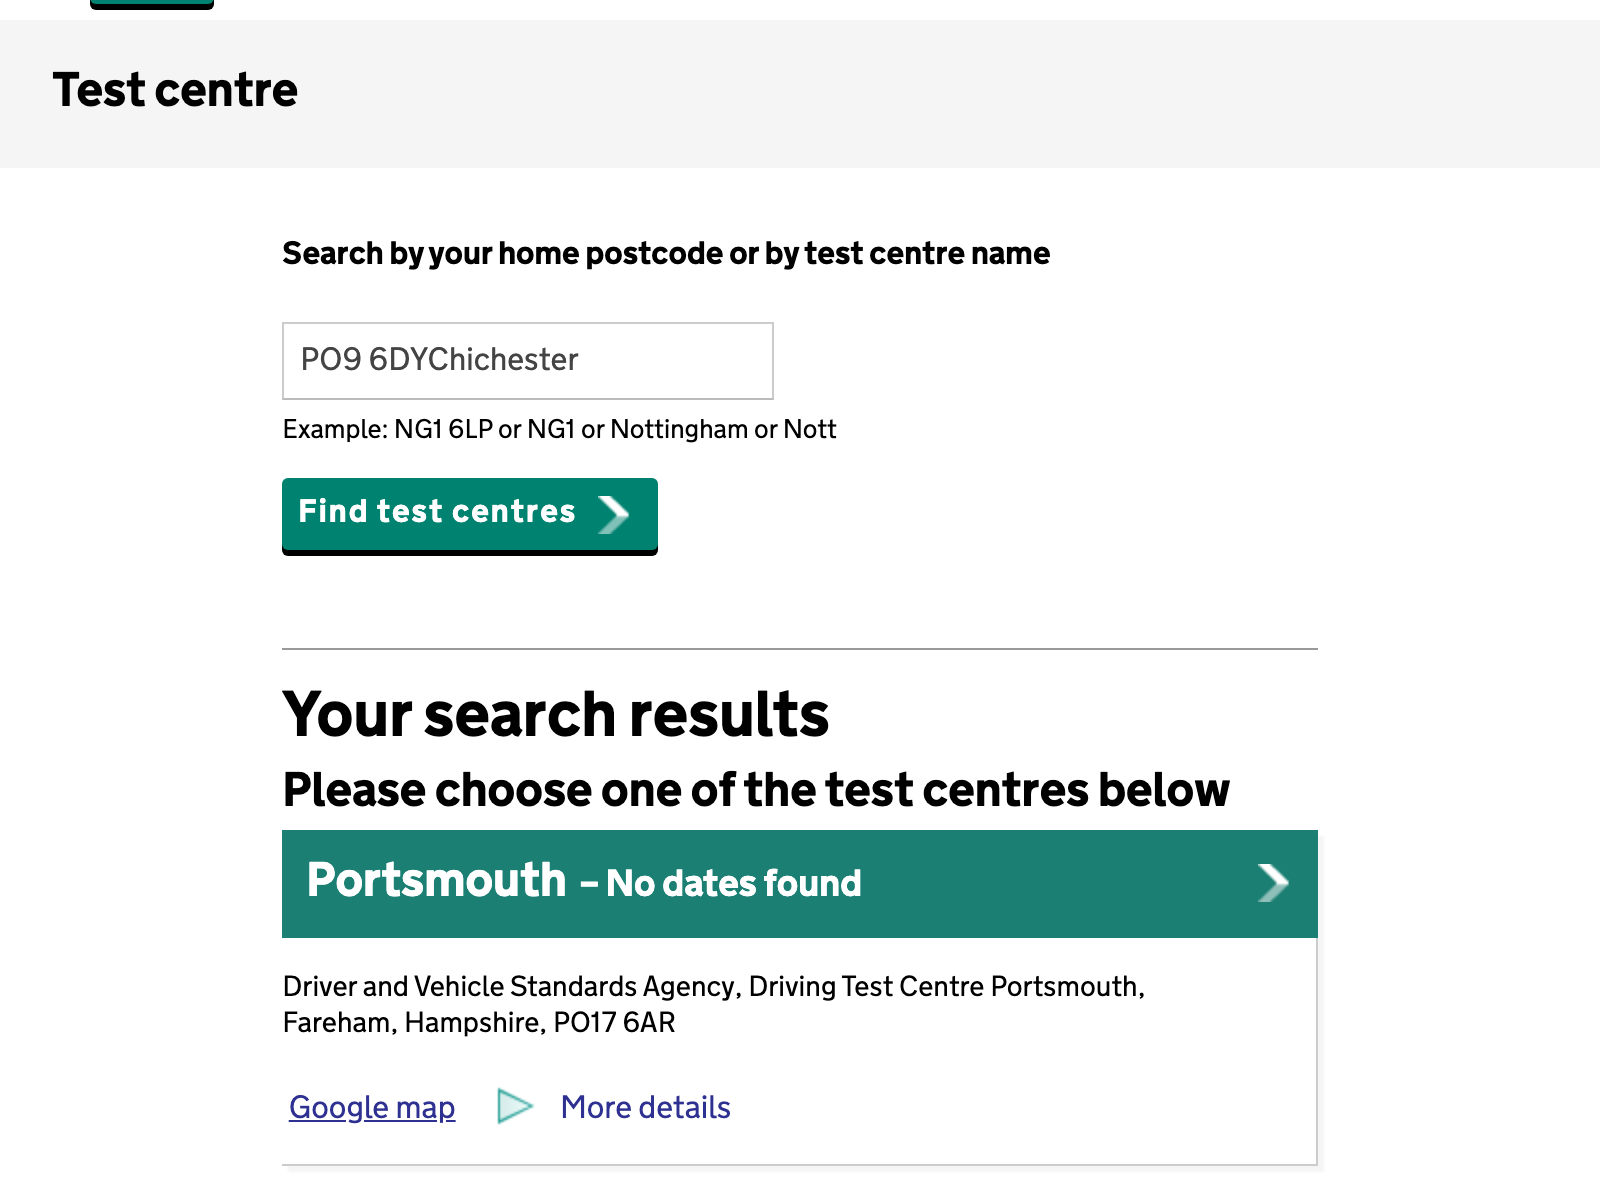 Test centre
Search by your home postcode or by test centre name
PO9 6DYChichester
Example: NG1 6LP or NG1 or Nottingham or Nott
Find test centres
Your search results
Please choose one of the test centres below
Portsmouth – No dates found
Driver and Vehicle Standards Agency, Driving Test Centre Portsmouth,
Fareham, Hampshire, PO17 6AR
Google map More details